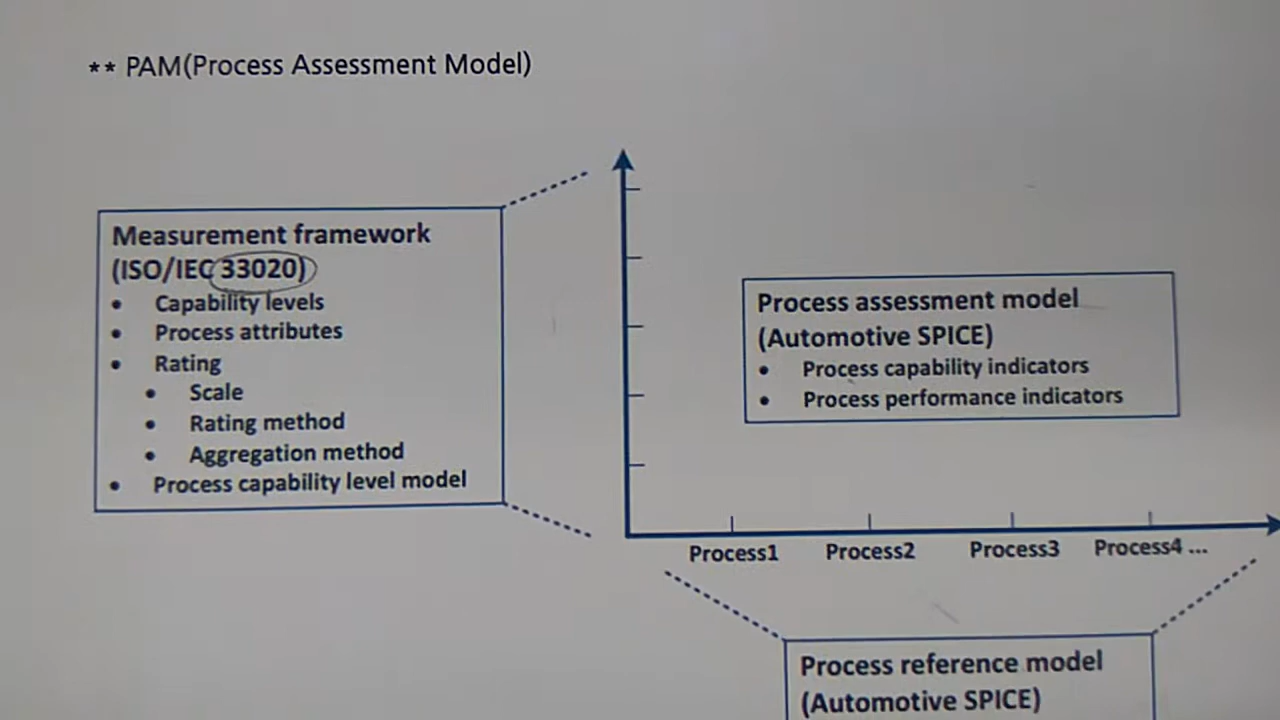 ** PAM(Process Assessment Model)
Measurement framework
(ISO/IEC 33020)
• Capability levels
• Process attributes
• Rating
• Scale
• Rating method
• Aggregation method
• Process capability level model
Process assessment model
(Automotive SPICE)
• Process capability indicators
• Process performance indicators
Process1 Process2 Process3 Process4 ...
Process reference model
(Automotive SPICE)